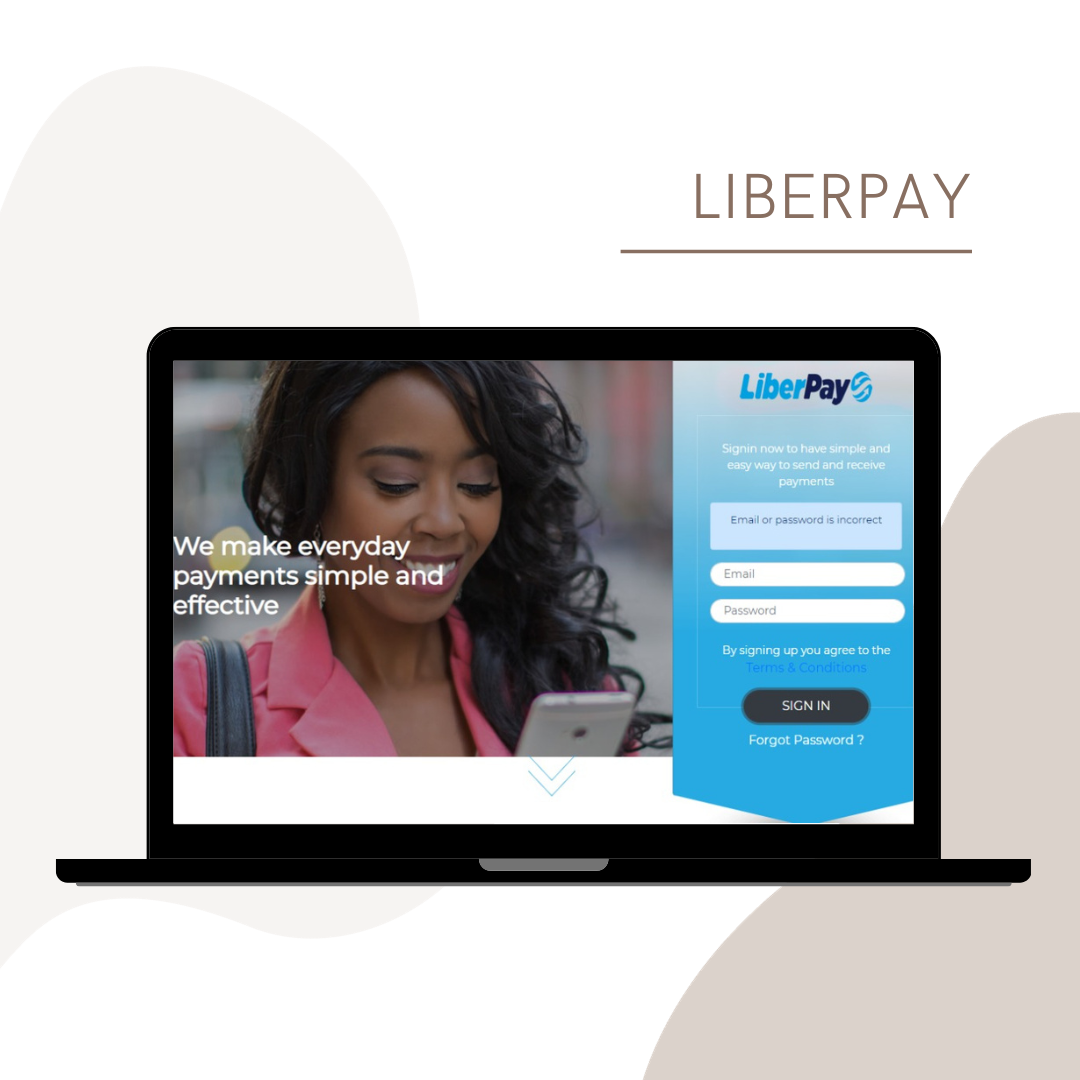 LIBERPAY
We make everyday
payments simple and
effective
LiberPay
Signin now to have simple and
easy way to send and receive
payments
Email or password is incorrect
Email
Password
By signing up you agree to the
Terms & Conditions
SIGN IN
Forgot Password ?